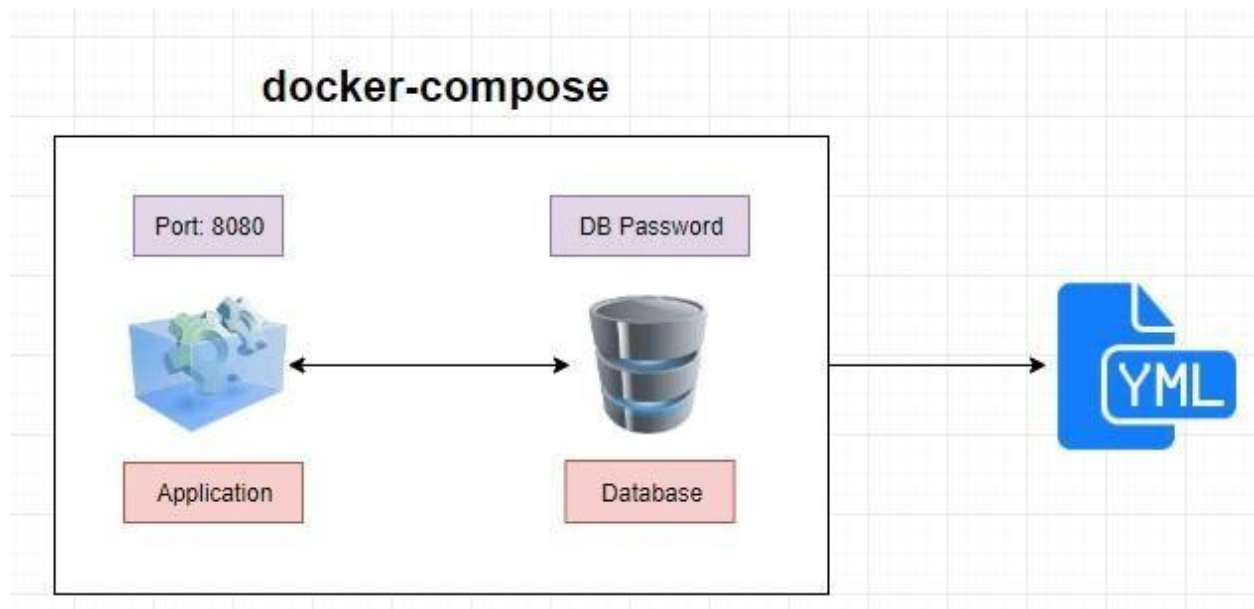 docker-compose
Port: 8080
DB Password
YML
Application
Database